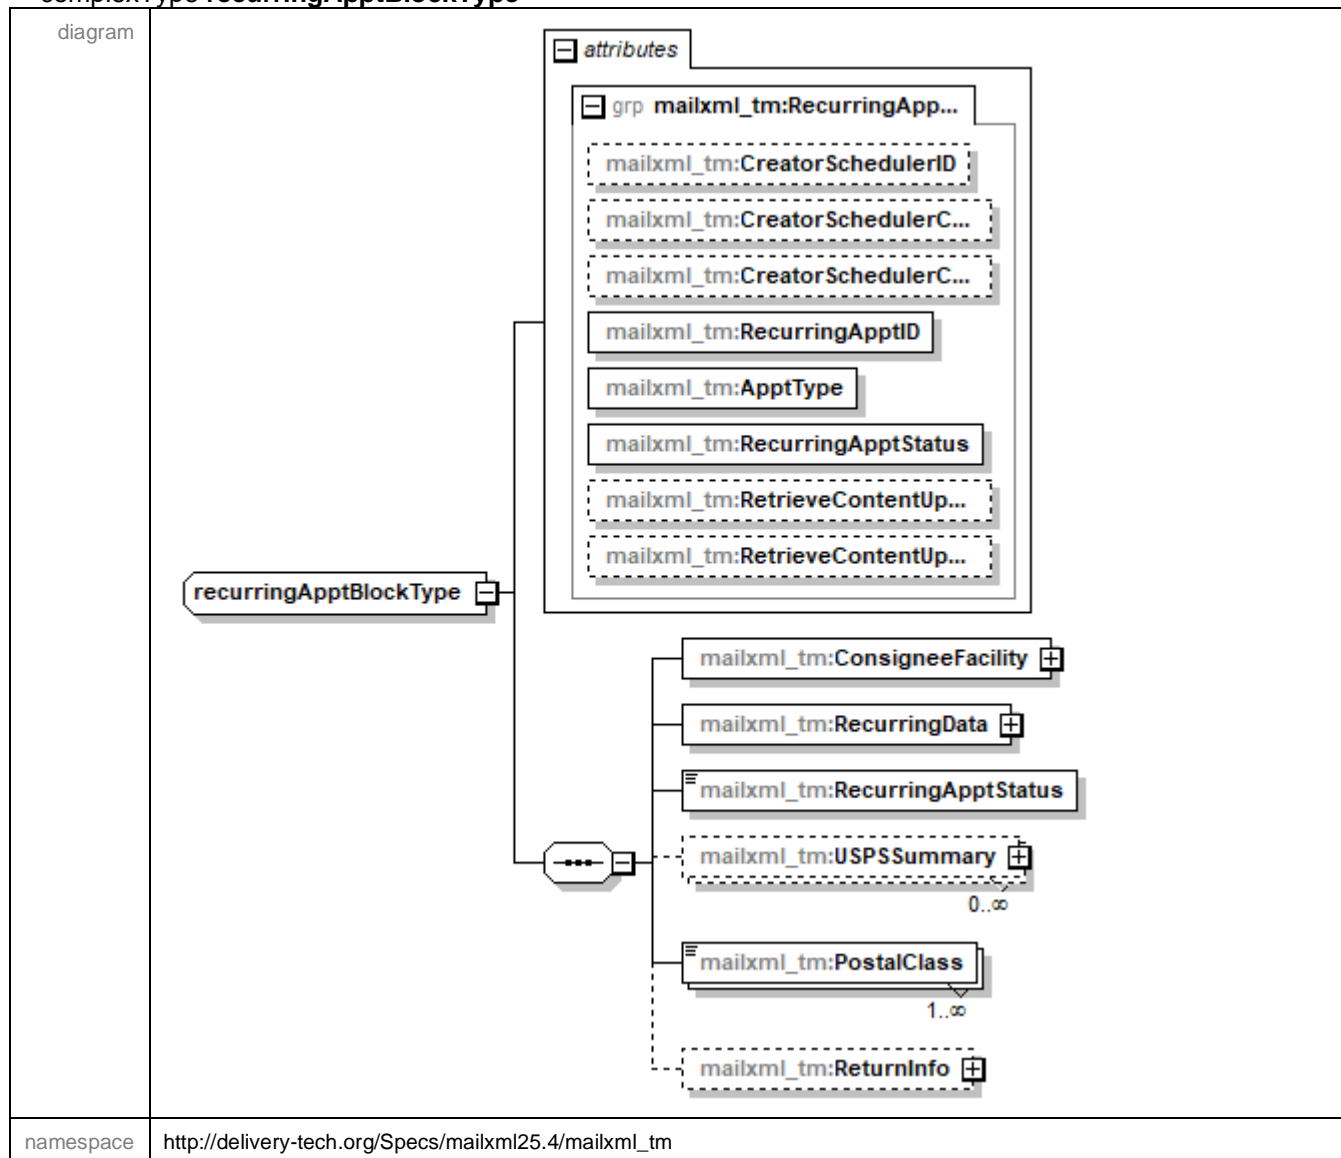 complexType recurringApptBlockType
diagram
attributes
grp mailxml_tm:RecurringApp...
mailxml_tm:CreatorSchedulerID
mailxml_tm:CreatorSchedulerC...
mailxml_tm:CreatorSchedulerC...
mailxml_tm:RecurringApptID
mailxml_tm:ApptType
mailxml_tm:RecurringApptStatus
mailxml_tm:RetrieveContentUp...
mailxml_tm:RetrieveContentUp...
recurringApptBlockType
mailxml_tm:ConsigneeFacility
mailxml_tm:RecurringData
mailxml_tm:RecurringApptStatus
mailxml_tm:USPSSummary
0..∞
mailxml_tm:PostalClass
1..∞
mailxml_tm:ReturnInfo
namespace http://delivery-tech.org/Specs/mailxml25.4/mailxml_tm